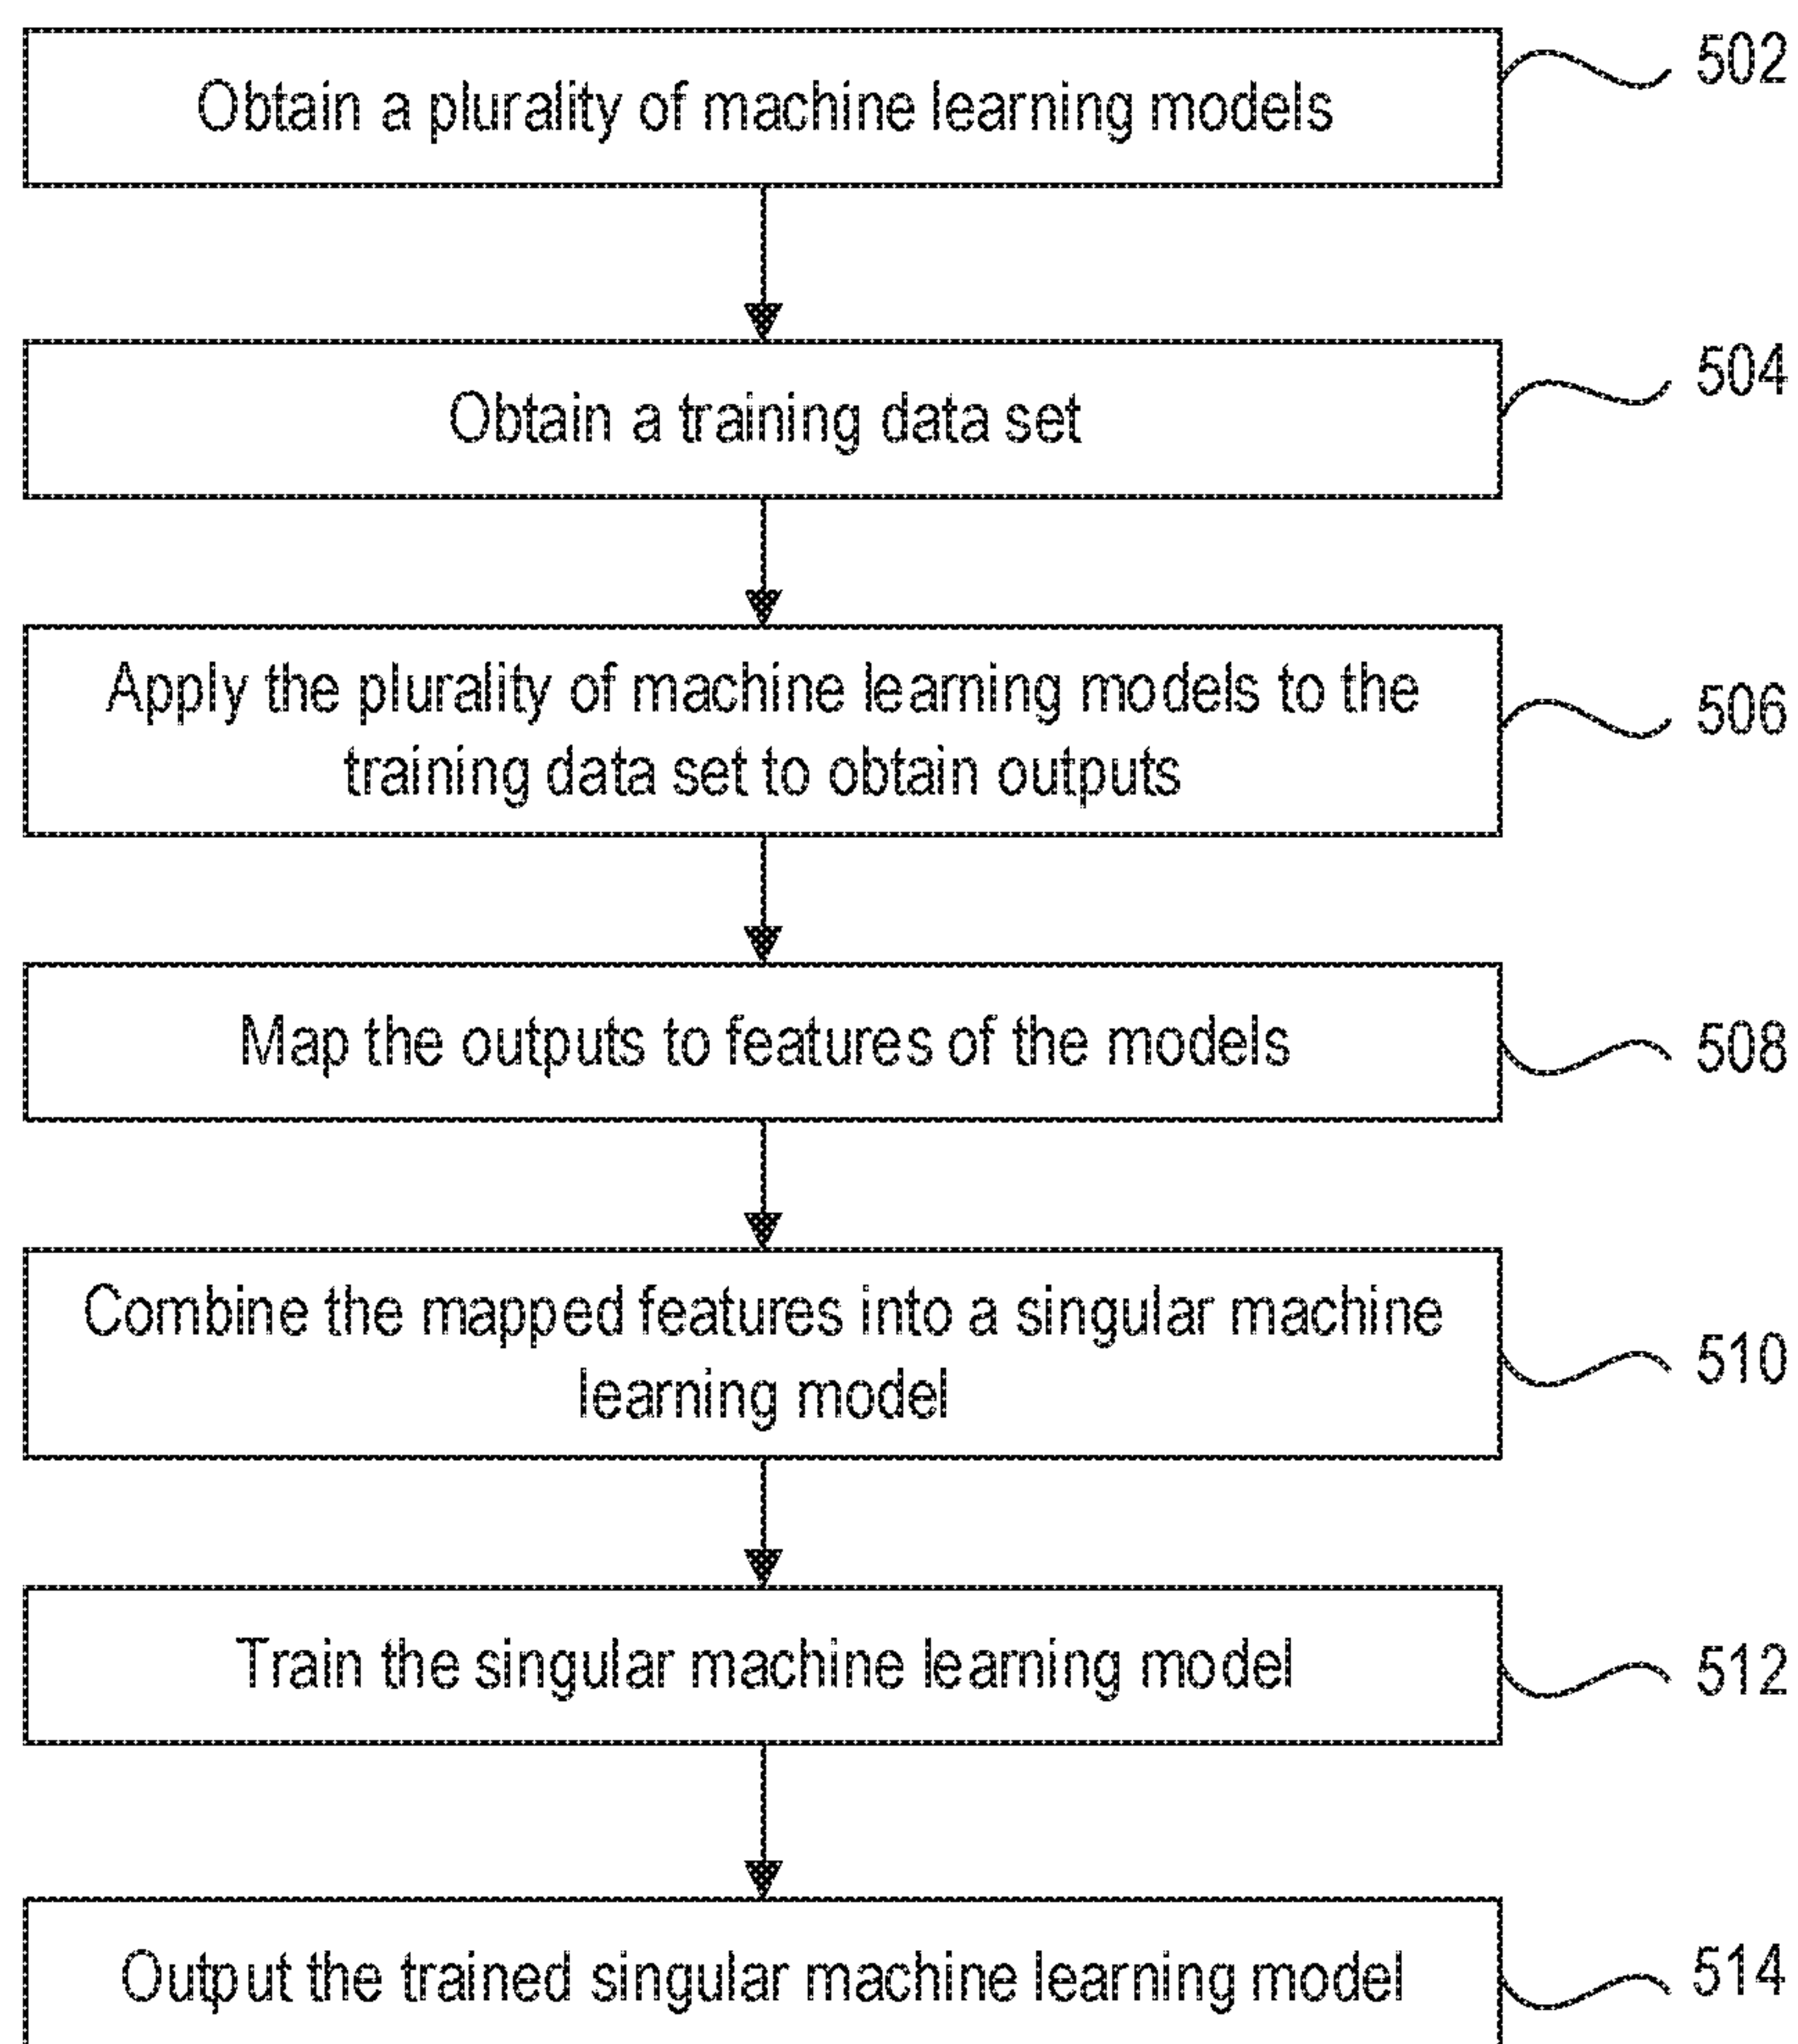 Obtain a plurality of machine learning models
502
Obtain a training data set
504
Apply the plurality of machine learning models to the
training data set to obtain outputs
506
Map the outputs to features of the models
508
Combine the mapped features into a singular machine
learning model
510
Train the singular machine learning model
512
Output the trained singular machine learning model
514